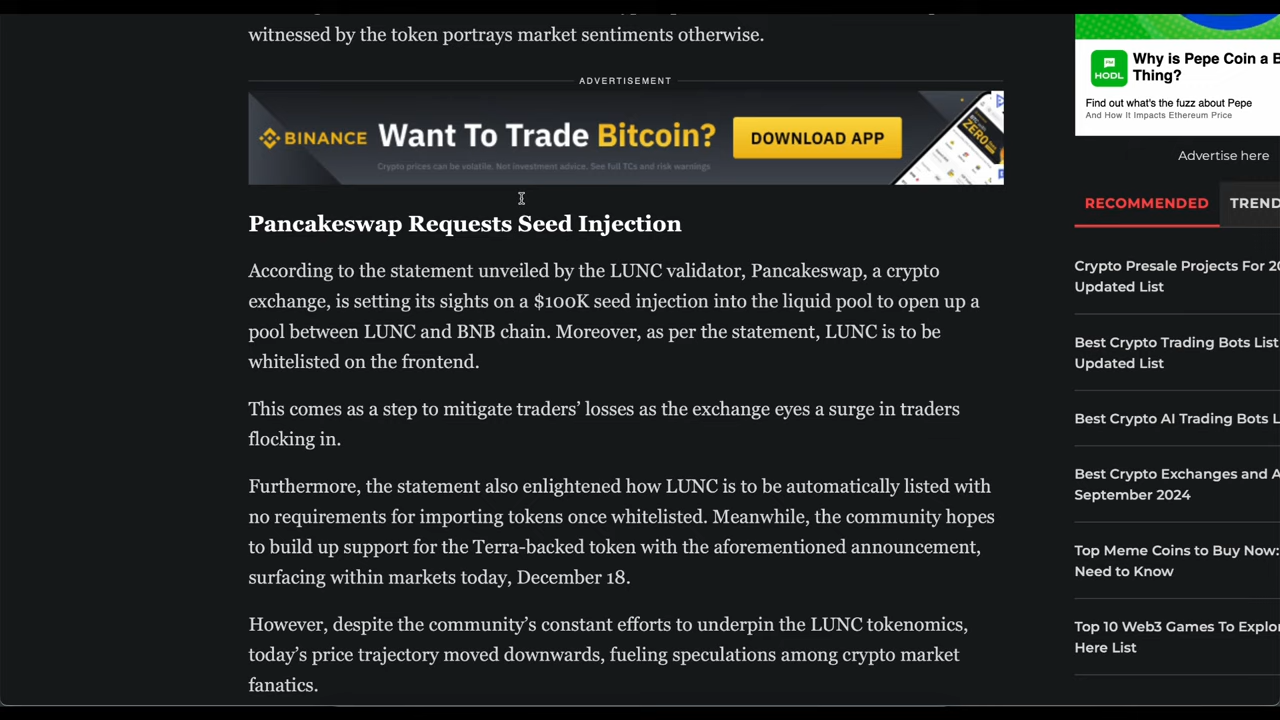 witnessed by the token portrays market sentiments otherwise.
ADVERTISEMENT
BINANCE
Want To Trade Bitcoin?
DOWNLOAD APP
Crypto prices can be volatile. Not investment advice. See full TCs and risk warnings
ZERO
Pancakeswap Requests Seed Injection
According to the statement unveiled by the LUNC validator, Pancakeswap, a crypto
exchange, is setting its sights on a $100K seed injection into the liquid pool to open up a
pool between LUNC and BNB chain. Moreover, as per the statement, LUNC is to be
whitelisted on the frontend.
This comes as a step to mitigate traders’ losses as the exchange eyes a surge in traders
flocking in.
Furthermore, the statement also enlightened how LUNC is to be automatically listed with
no requirements for importing tokens once whitelisted. Meanwhile, the community hopes
to build up support for the Terra-backed token with the aforementioned announcement,
surfacing within markets today, December 18.
However, despite the community’s constant efforts to underpin the LUNC tokenomics,
today’s price trajectory moved downwards, fueling speculations among crypto market
fanatics.
HODL
Why is Pepe Coin a B
Thing?
Find out what's the fuzz about Pepe
And How It Impacts Ethereum Price
Advertise here
RECOMMENDED
TREND
Crypto Presale Projects For 20
Updated List
Best Crypto Trading Bots List
Updated List
Best Crypto AI Trading Bots L
Best Crypto Exchanges and A
September 2024
Top Meme Coins to Buy Now:
Need to Know
Top 10 Web3 Games To Explo
Here List